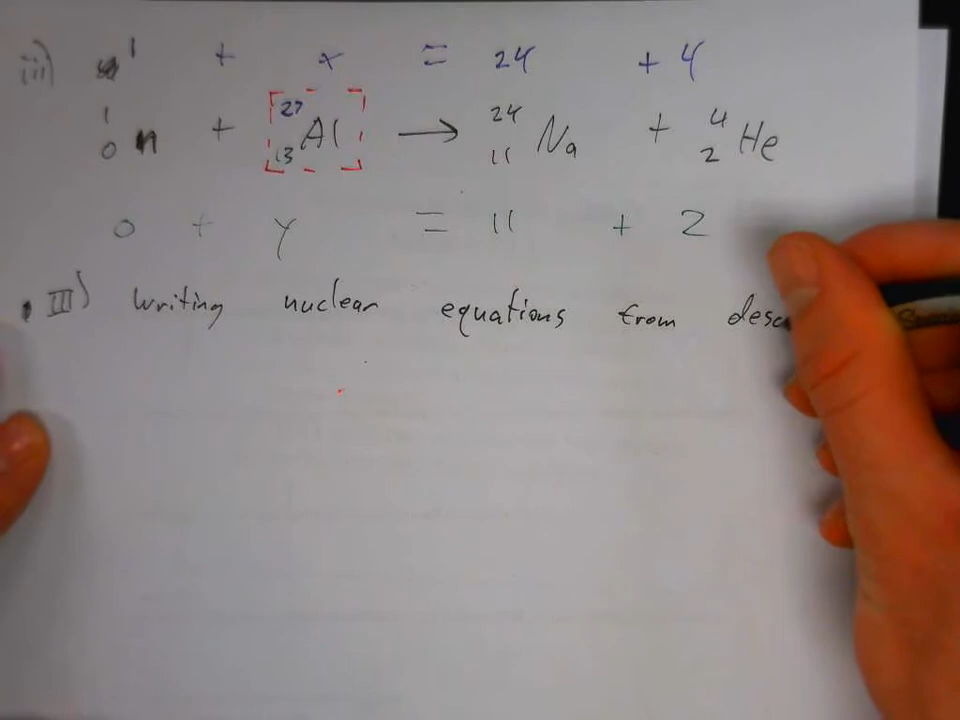 iii) 1 + x = 24 + 4
1 0 n + 27 13 Al → 24 11 Na + 4 2 He
0 + y = 11 + 2
• III) writing nuclear equations from